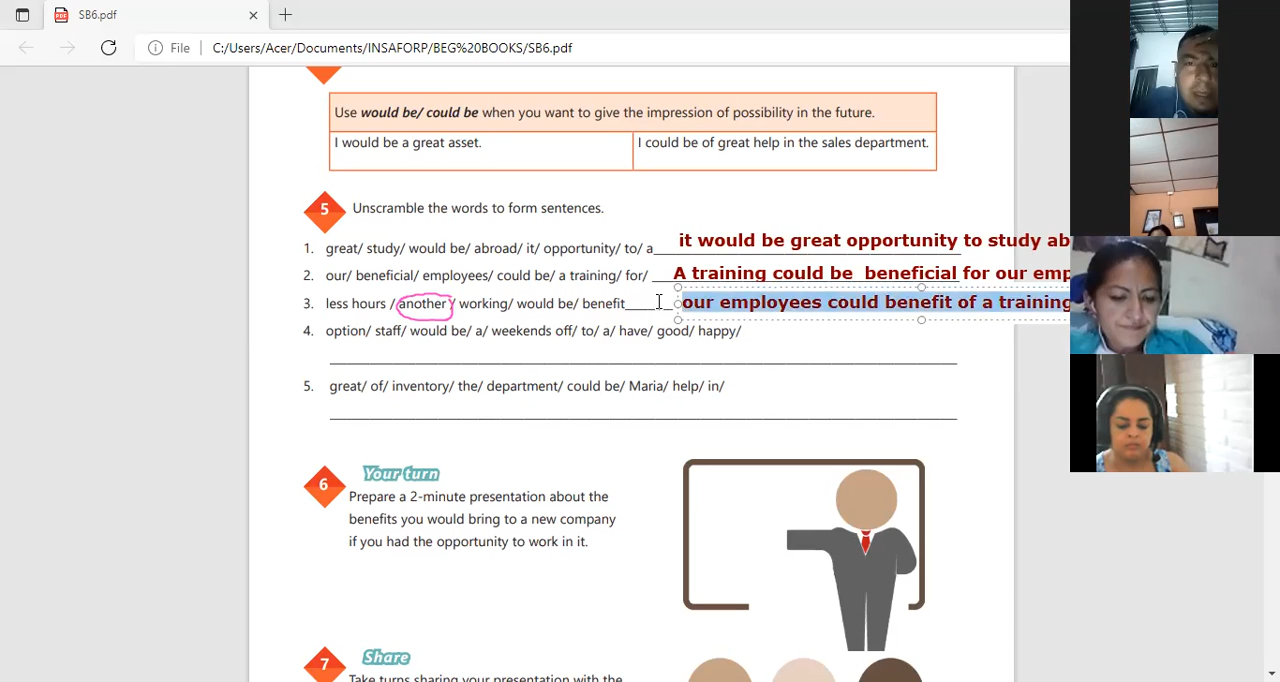 SB6.pdf
File C:/Users/Acer/Documents/INSAFORP/BEG%20BOOKS/SB6.pdf
Use would be/ could be when you want to give the impression of possibility in the future.
I would be a great asset. I could be of great help in the sales department.
5 Unscramble the words to form sentences.
1. great/ study/ would be/ abroad/ it/ opportunity/ to/ a it would be great opportunity to study ab
2. our/ beneficial/ employees/ could be/ a training/ for/ A training could be beneficial for our emp
3. less hours / another / working/ would be/ benefit our employees could benefit of a training
4. option/ staff/ would be/ a/ weekends off/ to/ a/ have/ good/ happy/
5. great/ of/ inventory/ the/ department/ could be/ Maria/ help/ in/
6 Your turn
Prepare a 2-minute presentation about the
benefits you would bring to a new company
if you had the opportunity to work in it.
7 Share
Take turns sharing your presentation with the